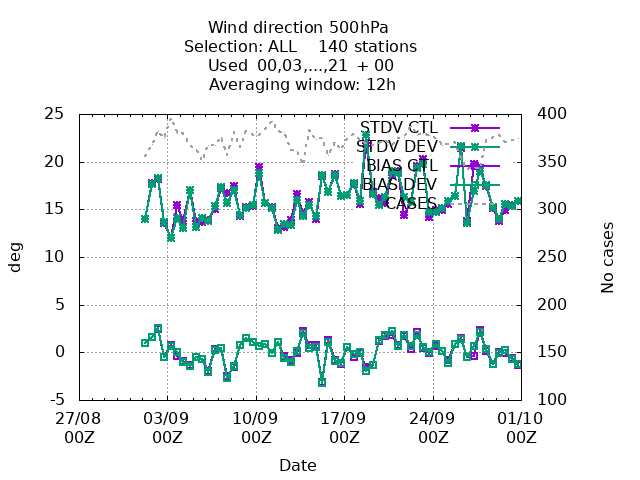 Wind direction 500hPa
Selection: ALL    140 stations
Used  00,03,...,21  + 00
Averaging window: 12h
25
20
15
10
5
0
-5
400
350
300
250
200
150
100
STDV CTL
STDV DEV
BIAS CTL
BIAS DEV
CASES
deg
No cases
27/08 03/09 10/09 17/09 24/09 01/10
00Z 00Z 00Z 00Z 00Z 00Z
Date